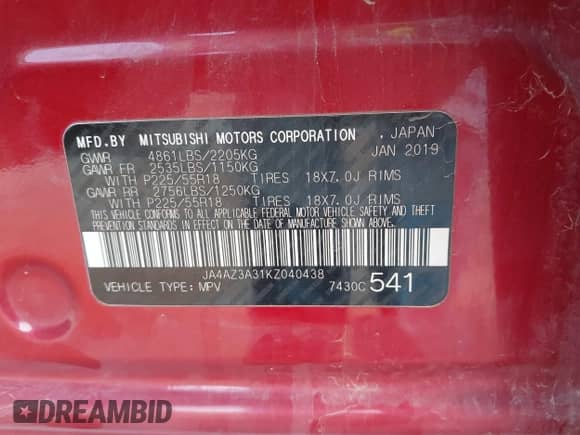 MFD.BY MITSUBISHI MOTORS CORPORATION , JAPAN
GVWR 4861LBS/2205KG JAN 2019
GAWR FR 2535LBS/1150KG
WITH P225/55R18 TIRES 18X7.0J RIMS
GAWR RR 2756LBS/1250KG
WITH P225/55R18 TIRES 18X7.0J RIMS
THIS VEHICLE CONFORMS TO ALL APPLICABLE FEDERAL MOTOR VEHICLE SAFETY AND THEFT
PREVENTION STANDARDS IN EFFECT ON THE DATE OF MANUFACTURE SHOWN ABOVE.
JA4AZ3A31KZ040438
VEHICLE TYPE: MPV 7430C 541
DREAMBID